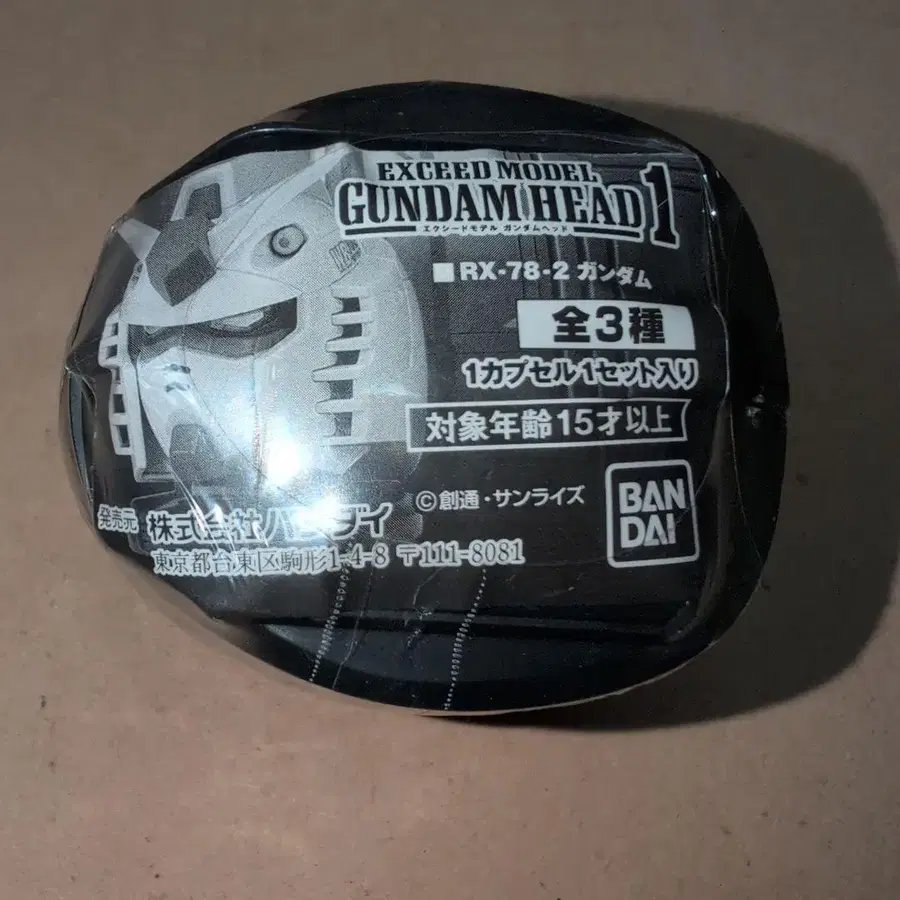 EXCEED MODEL
GUNDAM HEAD 1
エクシードモデル ガンダムヘッド
■RX-78-2 ガンダム
全3種
1カプセル1セット入り
対象年齢15才以上
©創通・サンライズ
BAN
DAI
発売元 株式会社バンダイ
東京都台東区駒形1-4-8 〒111-8081